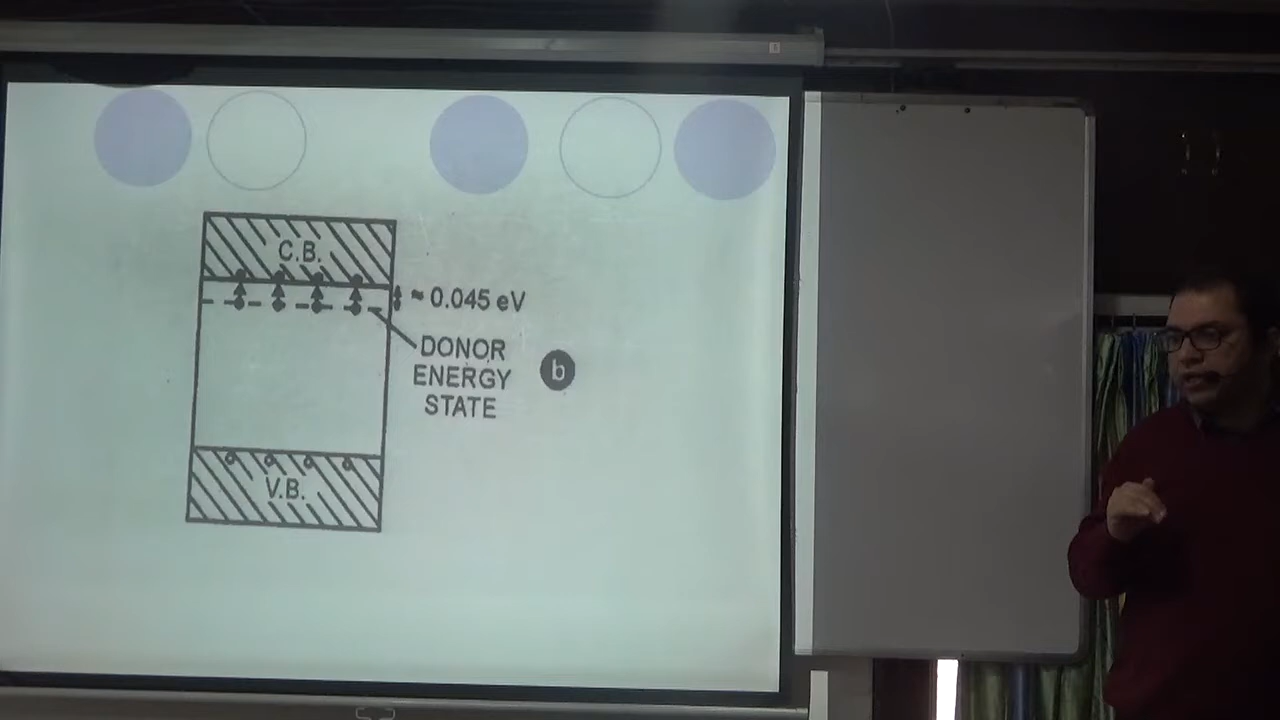 C.B.
≈ 0.045 eV
DONOR
ENERGY
STATE
b
V.B.